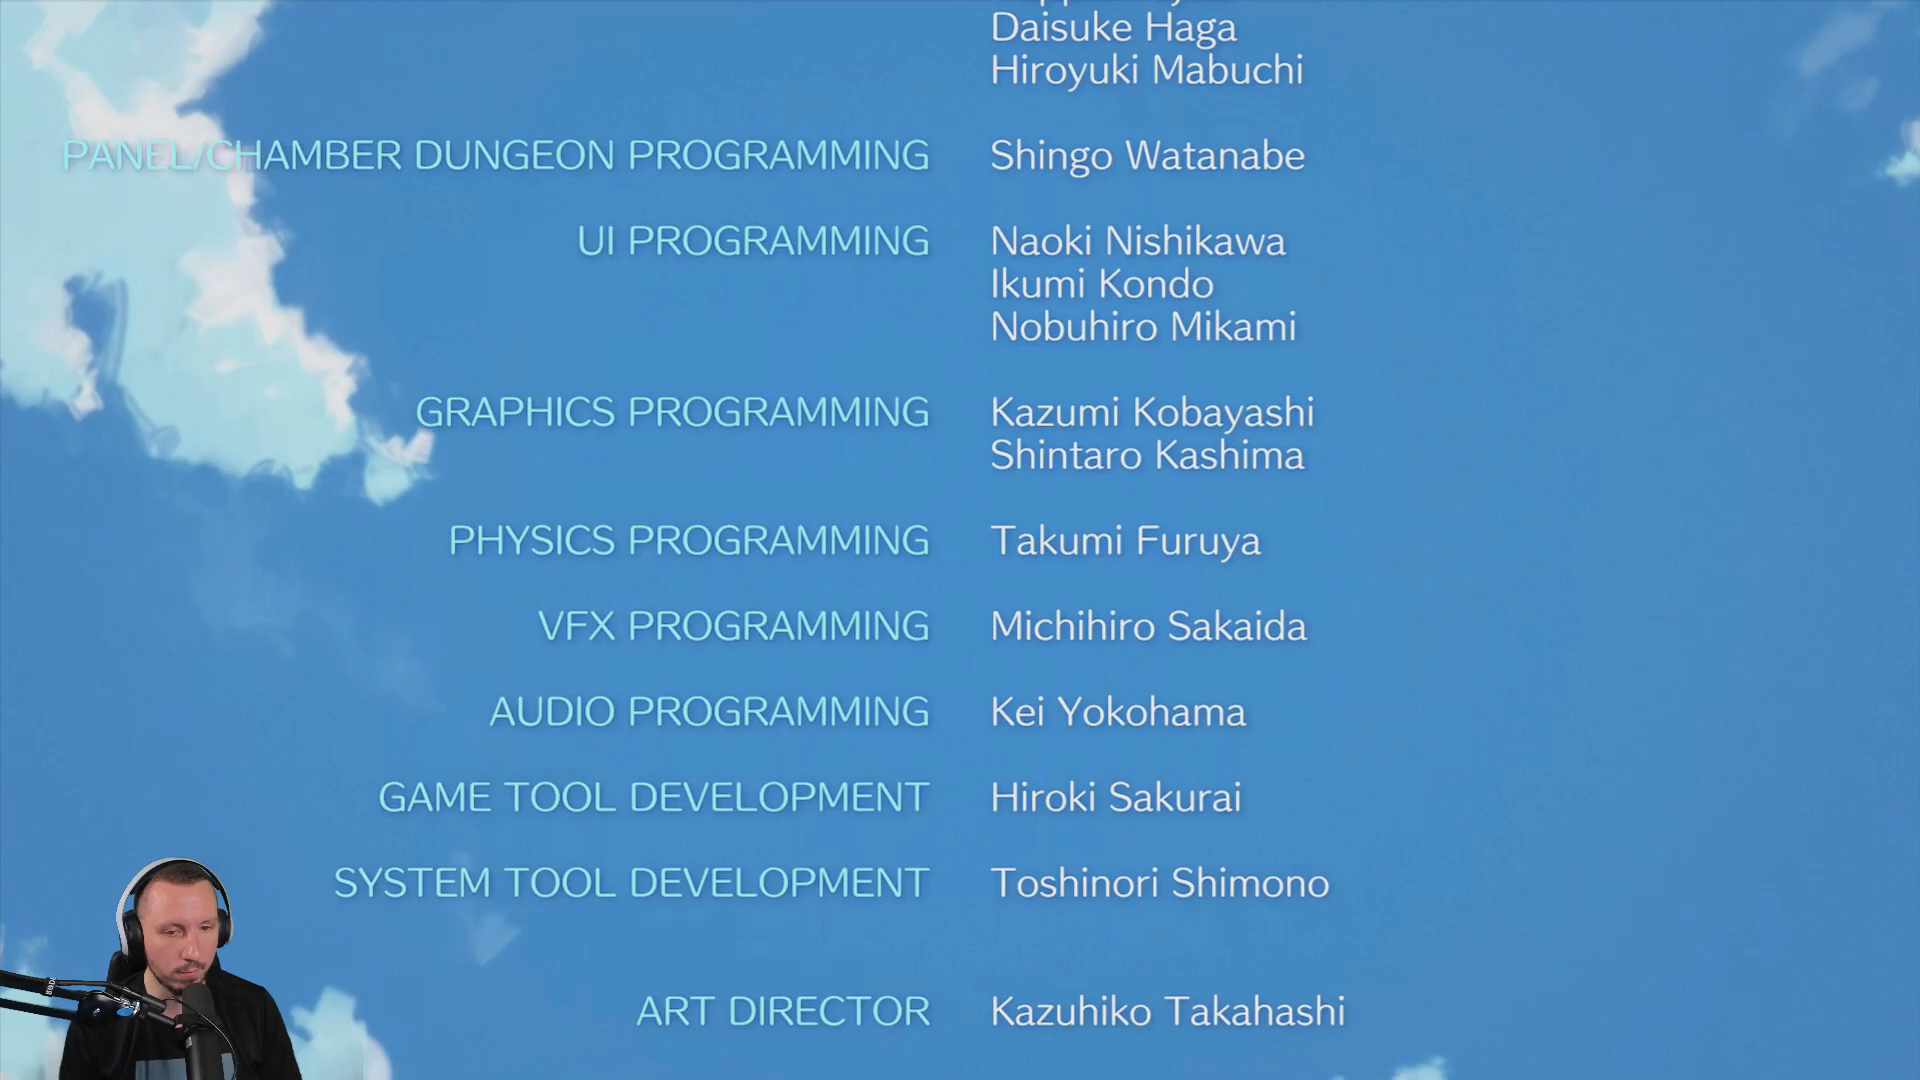 Daisuke Haga
Hiroyuki Mabuchi
PANEL/CHAMBER DUNGEON PROGRAMMING Shingo Watanabe
UI PROGRAMMING Naoki Nishikawa
Ikumi Kondo
Nobuhiro Mikami
GRAPHICS PROGRAMMING Kazumi Kobayashi
Shintaro Kashima
PHYSICS PROGRAMMING Takumi Furuya
VFX PROGRAMMING Michihiro Sakaida
AUDIO PROGRAMMING Kei Yokohama
GAME TOOL DEVELOPMENT Hiroki Sakurai
SYSTEM TOOL DEVELOPMENT Toshinori Shimono
ART DIRECTOR Kazuhiko Takahashi